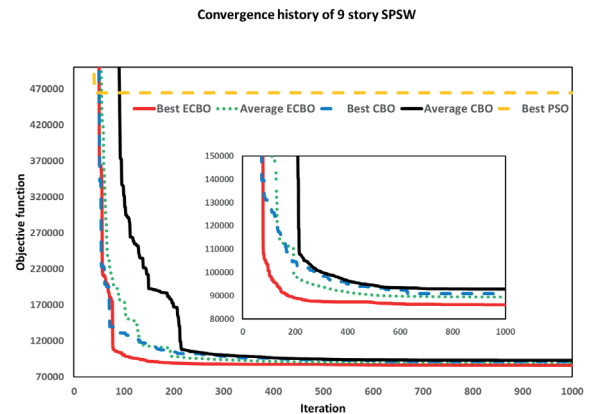 Convergence history of 9 story SPSW
Objective function
470000
420000
370000
320000
270000
220000
170000
120000
70000
Best ECBO Average ECBO Best CBO Average CBO Best PSO
150000
140000
130000
120000
110000
100000
90000
80000
0 200 400 600 800 1000
0 100 200 300 400 500 600 700 800 900 1000
Iteration